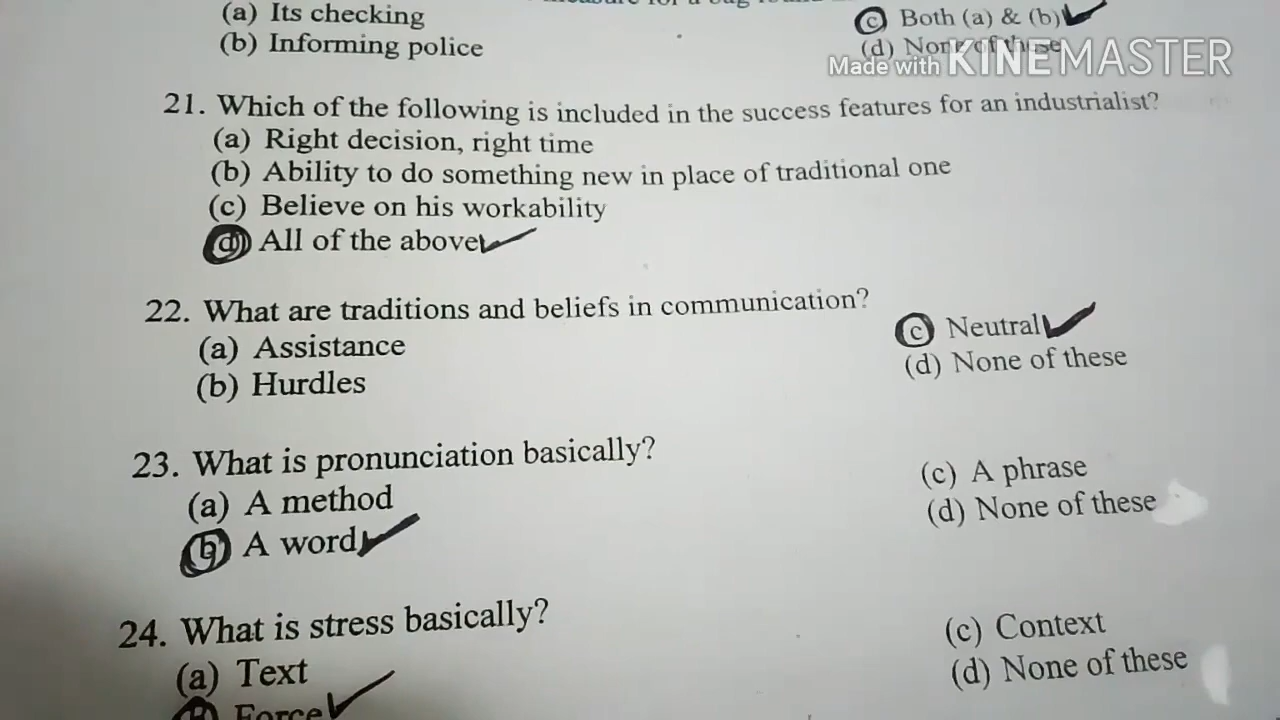 (a) Its checking
(b) Informing police
(c) Both (a) & (b)
(d) None of these
Made with KINEMASTER
21. Which of the following is included in the success features for an industrialist?
(a) Right decision, right time
(b) Ability to do something new in place of traditional one
(c) Believe on his workability
(d) All of the above
22. What are traditions and beliefs in communication?
(a) Assistance
(b) Hurdles
(c) Neutral
(d) None of these
23. What is pronunciation basically?
(a) A method
(b) A word
(c) A phrase
(d) None of these
24. What is stress basically?
(a) Text
(b) Force
(c) Context
(d) None of these